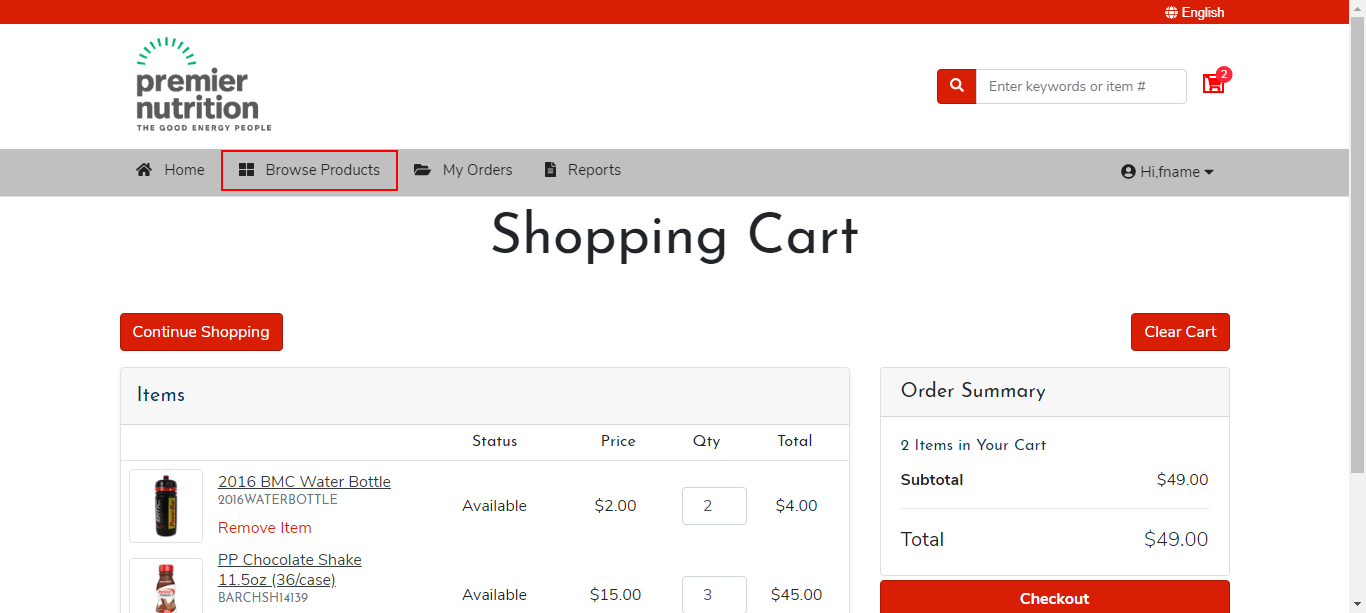 English
premier
nutrition
THE GOOD ENERGY PEOPLE
Enter keywords or item #
2
Home
Browse Products
My Orders
Reports
Hi,fname
Shopping Cart
Continue Shopping
Clear Cart
Items
Status Price Qty Total
2016 BMC Water Bottle
2016WATERBOTTLE
Remove Item
Available $2.00 2 $4.00
PP Chocolate Shake
11.5oz (36/case)
BARCHSH14139
Available $15.00 3 $45.00
Order Summary
2 Items in Your Cart
Subtotal $49.00
Total $49.00
Checkout